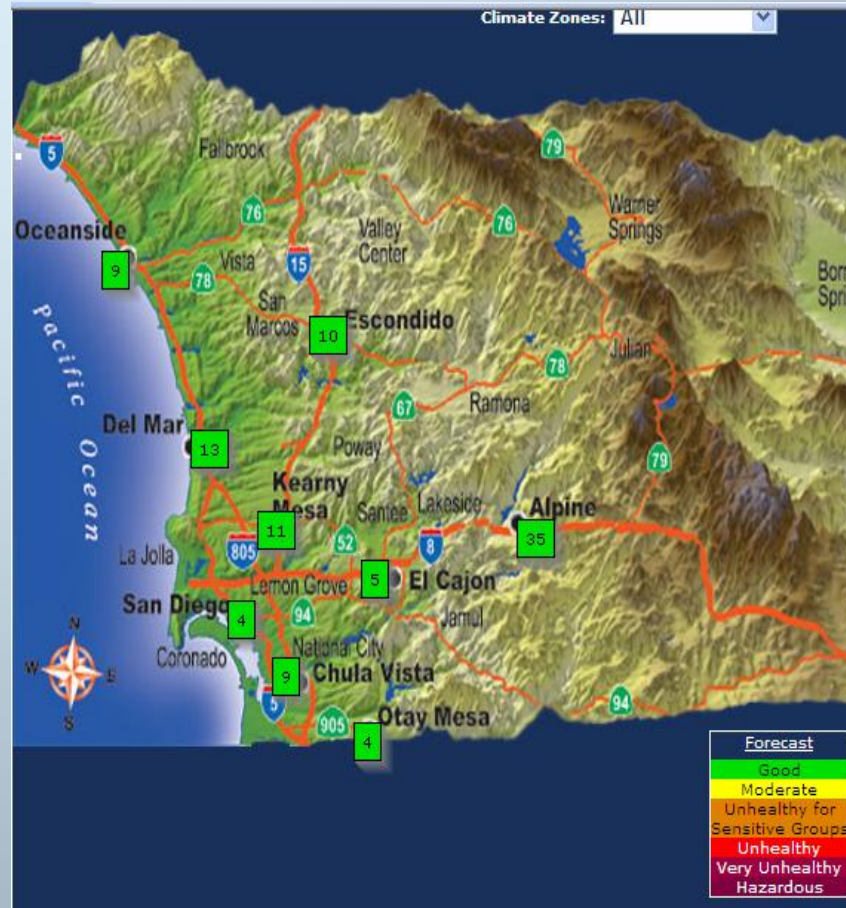 Climate Zones: All
5
Fallbrook
79
76
Warner
Springs
Oceanside
9
Vista
15
Valley
Center
76
78
San
Marcos
10
Escondido
Julian
78
Pacific Ocean
67
Ramona
Del Mar
13
Poway
79
Kearny
Mesa
11
Santee
Lakeside
Alpine
35
La Jolla
805
52
8
Lemon Grove
5
El Cajon
San Diego
4
94
Jamul
N
W
E
S
Coronado
National City
9
Chula Vista
5
905
Otay Mesa
4
94
Forecast
Good
Moderate
Unhealthy for
Sensitive Groups
Unhealthy
Very Unhealthy
Hazardous